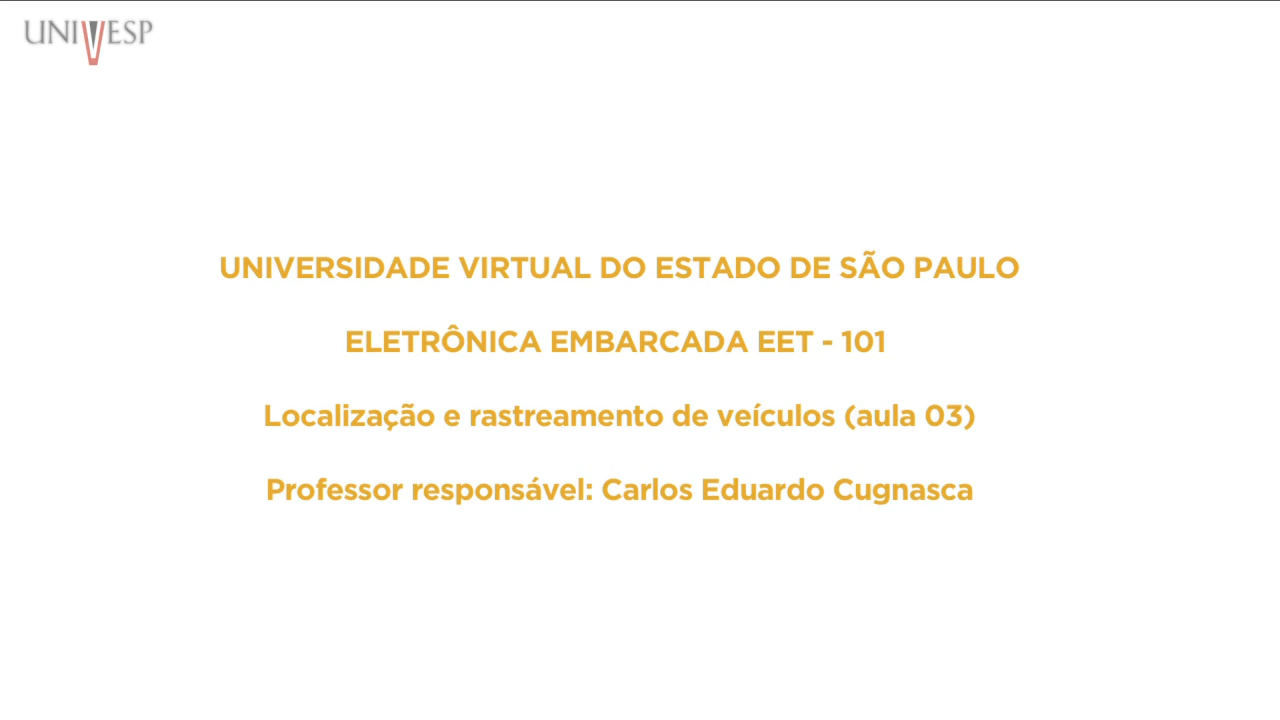 UNIVESP
UNIVERSIDADE VIRTUAL DO ESTADO DE SÃO PAULO
ELETRÔNICA EMBARCADA EET - 101
Localização e rastreamento de veículos (aula 03)
Professor responsável: Carlos Eduardo Cugnasca